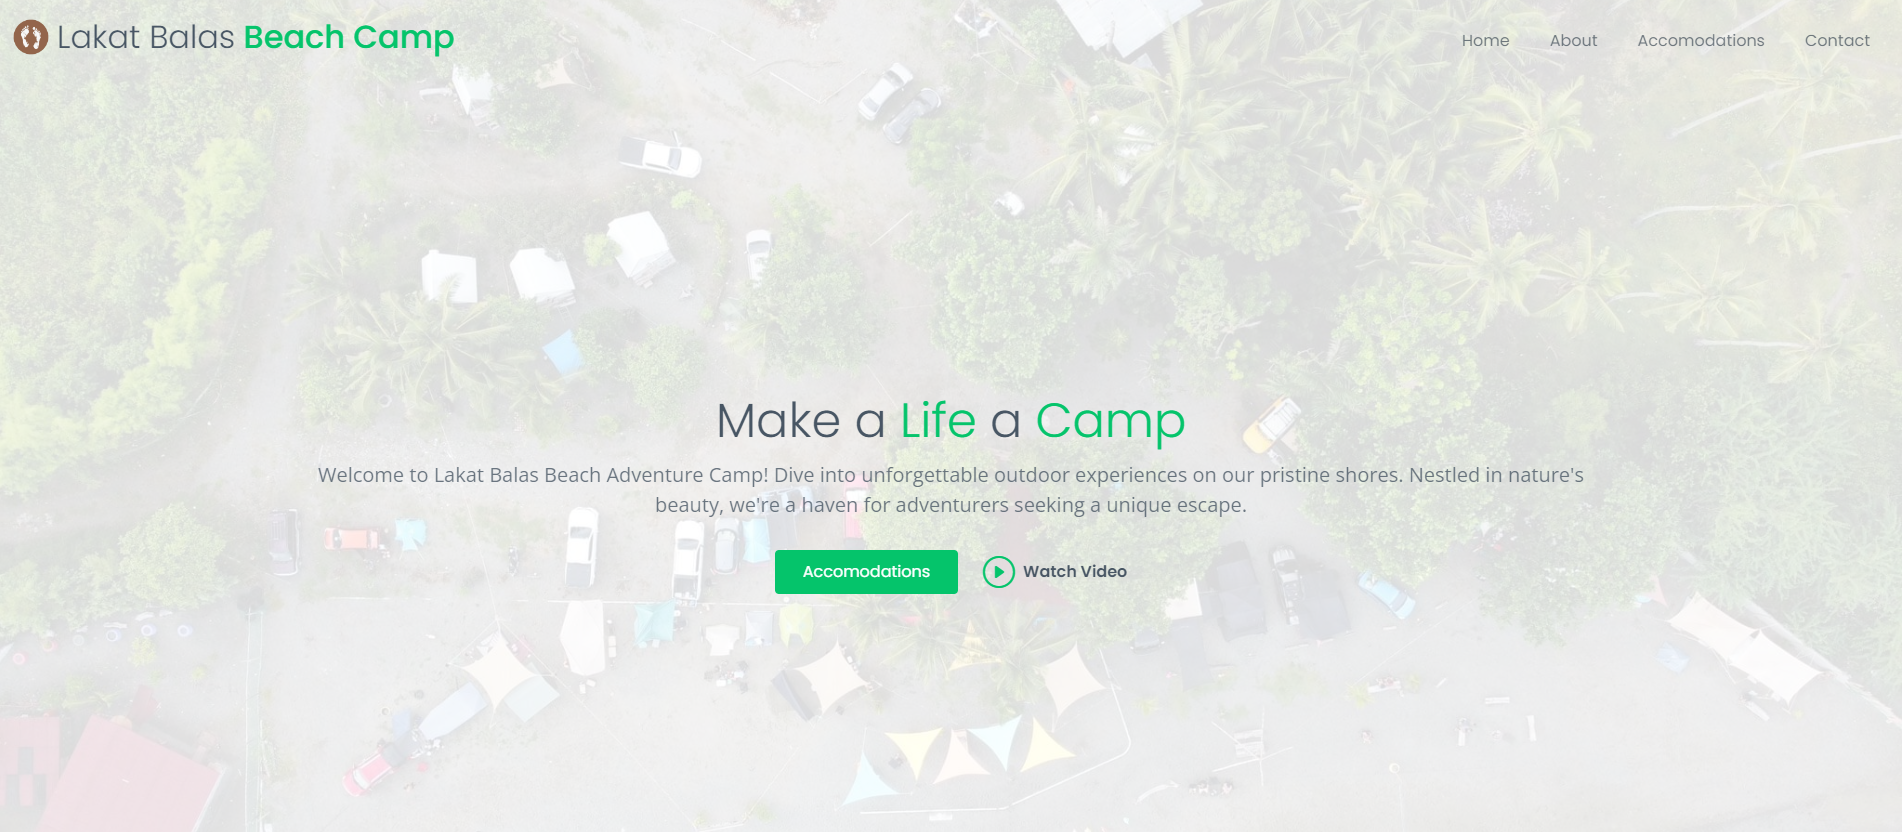 Lakat Balas Beach Camp
Home About Accomodations Contact
Make a Life a Camp
Welcome to Lakat Balas Beach Adventure Camp! Dive into unforgettable outdoor experiences on our pristine shores. Nestled in nature's
beauty, we're a haven for adventurers seeking a unique escape.
Accomodations Watch Video